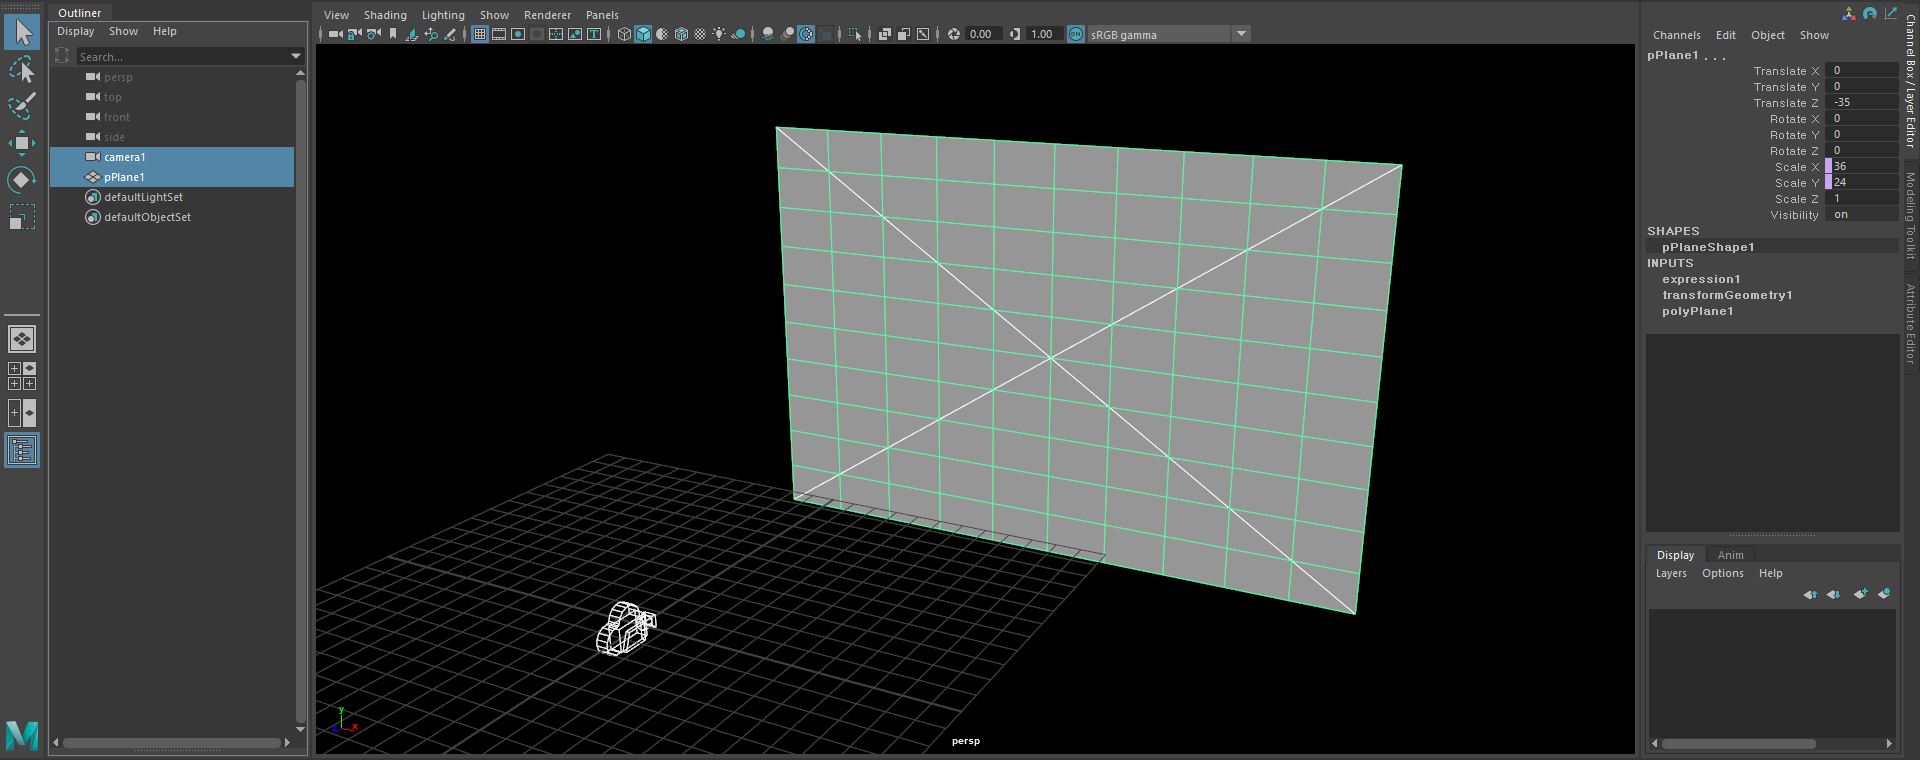 Outliner
Display Show Help
Search...
persp
top
front
side
camera1
pPlane1
defaultLightSet
defaultObjectSet
View Shading Lighting Show Renderer Panels
0.00 1.00 ON sRGB gamma
y
x
z
persp
Channels Edit Object Show
pPlane1 . . .
Translate X 0
Translate Y 0
Translate Z -35
Rotate X 0
Rotate Y 0
Rotate Z 0
Scale X 36
Scale Y 24
Scale Z 1
Visibility on
SHAPES
pPlaneShape1
INPUTS
expression1
transformGeometry1
polyPlane1
Display Anim
Layers Options Help
Channel Box / Layer Editor
Modeling Toolkit
Attribute Editor